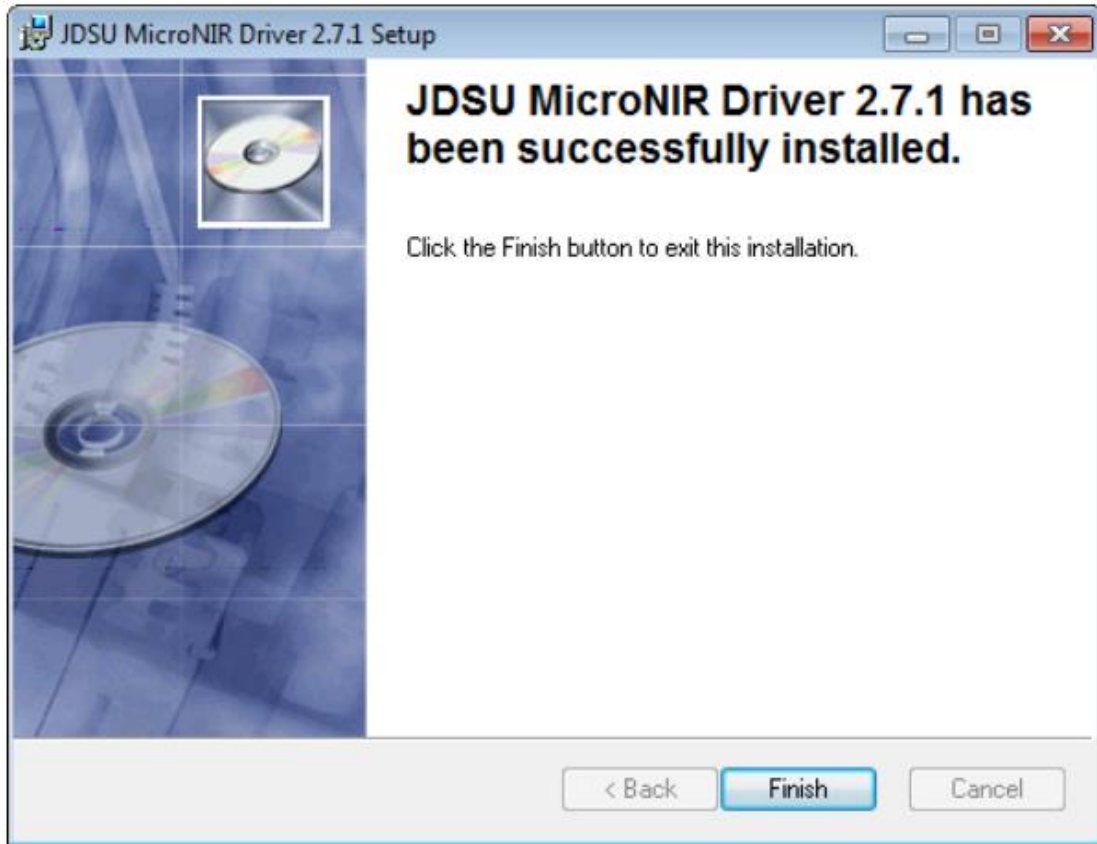 JDSU MicroNIR Driver 2.7.1 Setup
JDSU MicroNIR Driver 2.7.1 has
been successfully installed.
Click the Finish button to exit this installation.
< Back Finish Cancel